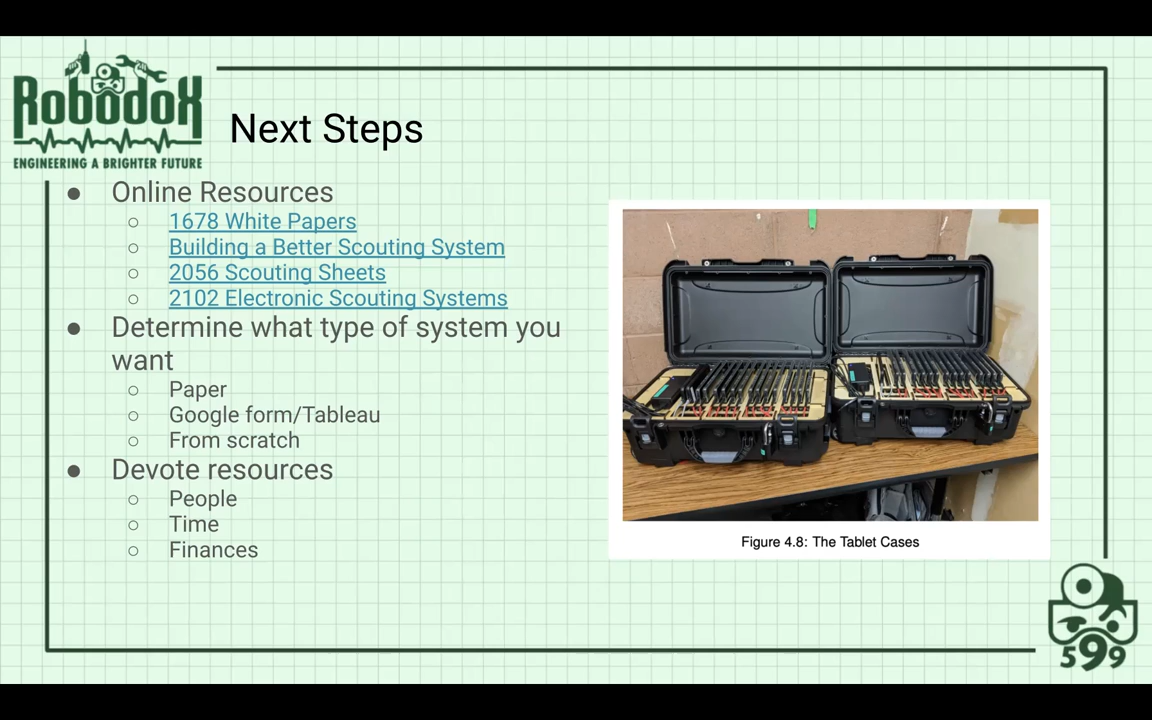 Robodox
ENGINEERING A BRIGHTER FUTURE
Next Steps
● Online Resources
○ 1678 White Papers
○ Building a Better Scouting System
○ 2056 Scouting Sheets
○ 2102 Electronic Scouting Systems
● Determine what type of system you
want
○ Paper
○ Google form/Tableau
○ From scratch
● Devote resources
○ People
○ Time
○ Finances
Figure 4.8: The Tablet Cases
599